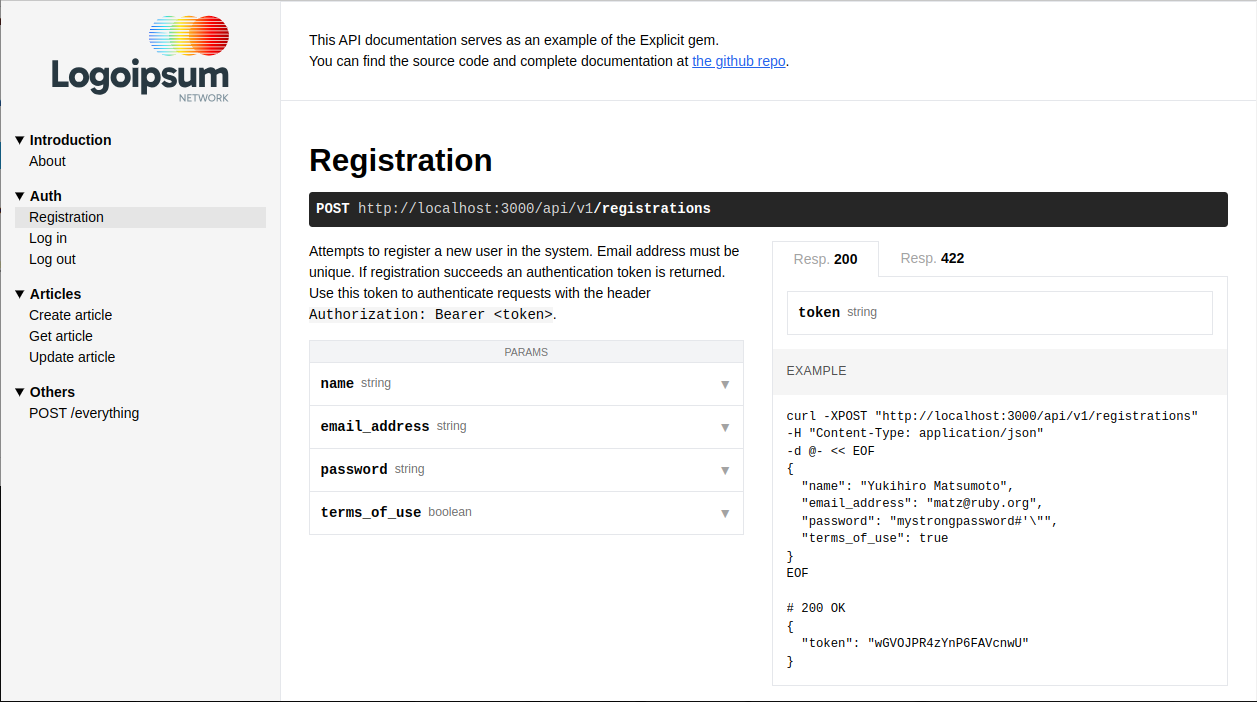 Logoipsum
NETWORK
▼ Introduction
About
▼ Auth
Registration
Log in
Log out
▼ Articles
Create article
Get article
Update article
▼ Others
POST /everything
This API documentation serves as an example of the Explicit gem.
You can find the source code and complete documentation at the github repo.
Registration
POST http://localhost:3000/api/v1/registrations
Attempts to register a new user in the system. Email address must be
unique. If registration succeeds an authentication token is returned.
Use this token to authenticate requests with the header
Authorization: Bearer <token>.
PARAMS
name string ▼
email_address string ▼
password string ▼
terms_of_use boolean ▼
Resp. 200 Resp. 422
token string
EXAMPLE
curl -XPOST "http://localhost:3000/api/v1/registrations"
-H "Content-Type: application/json"
-d @- << EOF
{
  "name": "Yukihiro Matsumoto",
  "email_address": "matz@ruby.org",
  "password": "mystrongpassword#'\"",
  "terms_of_use": true
}
EOF

# 200 OK
{
  "token": "wGVOJPR4zYnP6FAVcnwU"
}